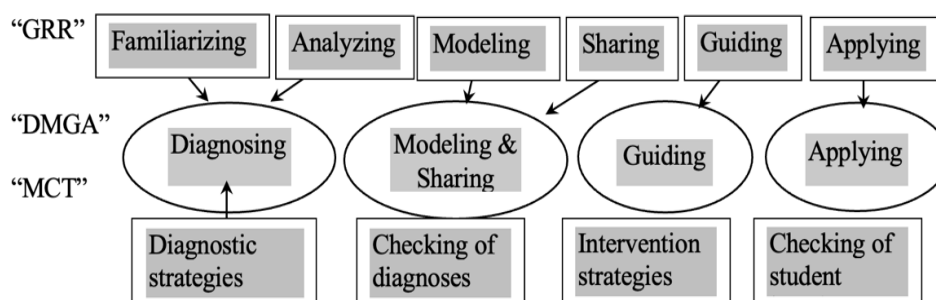 “GRR” Familiarizing Analyzing Modeling Sharing Guiding Applying
“DMGA” Diagnosing Modeling & Sharing Guiding Applying
“MCT”
Diagnostic strategies
Checking of diagnoses
Intervention strategies
Checking of student